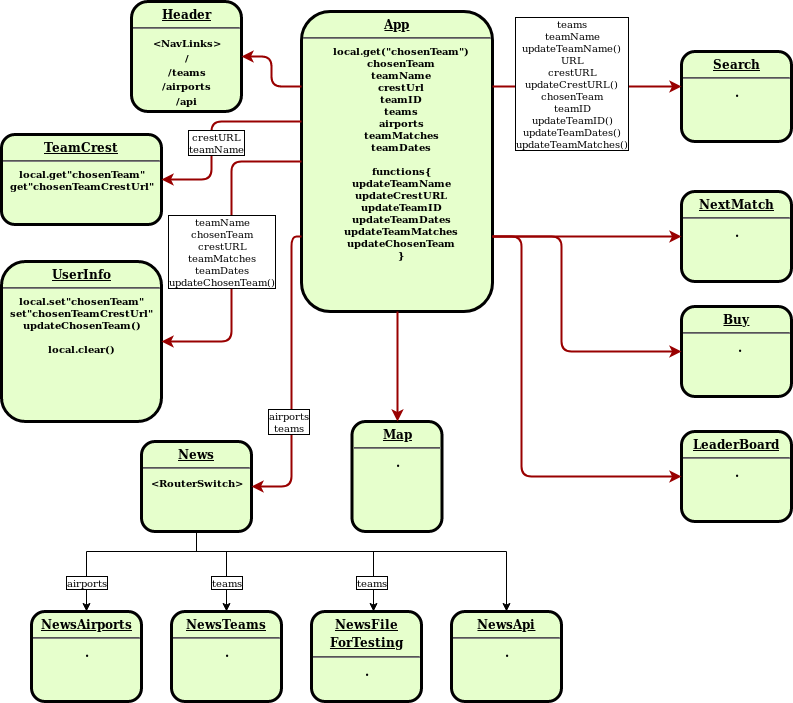 Header
<NavLinks>
/
/teams
/airports
/api
App
local.get("chosenTeam")
chosenTeam
teamName
crestUrl
teamID
teams
airports
teamMatches
teamDates
functions{
updateTeamName
updateCrestURL
updateTeamID
updateTeamDates
updateTeamMatches
updateChosenTeam
}
teams
teamName
updateTeamName()
URL
crestURL
updateCrestURL()
chosenTeam
teamID
updateTeamID()
updateTeamDates()
updateTeamMatches()
Search
.
crestURL
teamName
TeamCrest
local.get"chosenTeam"
get"chosenTeamCrestUrl"
teamName
chosenTeam
crestURL
teamMatches
teamDates
updateChosenTeam()
NextMatch
.
UserInfo
local.set"chosenTeam"
set"chosenTeamCrestUrl"
updateChosenTeam()
local.clear()
Buy
.
airports
teams
Map
.
LeaderBoard
.
News
<RouterSwitch>
airports
teams
teams
NewsAirports
.
NewsTeams
.
NewsFile
ForTesting
.
NewsApi
.